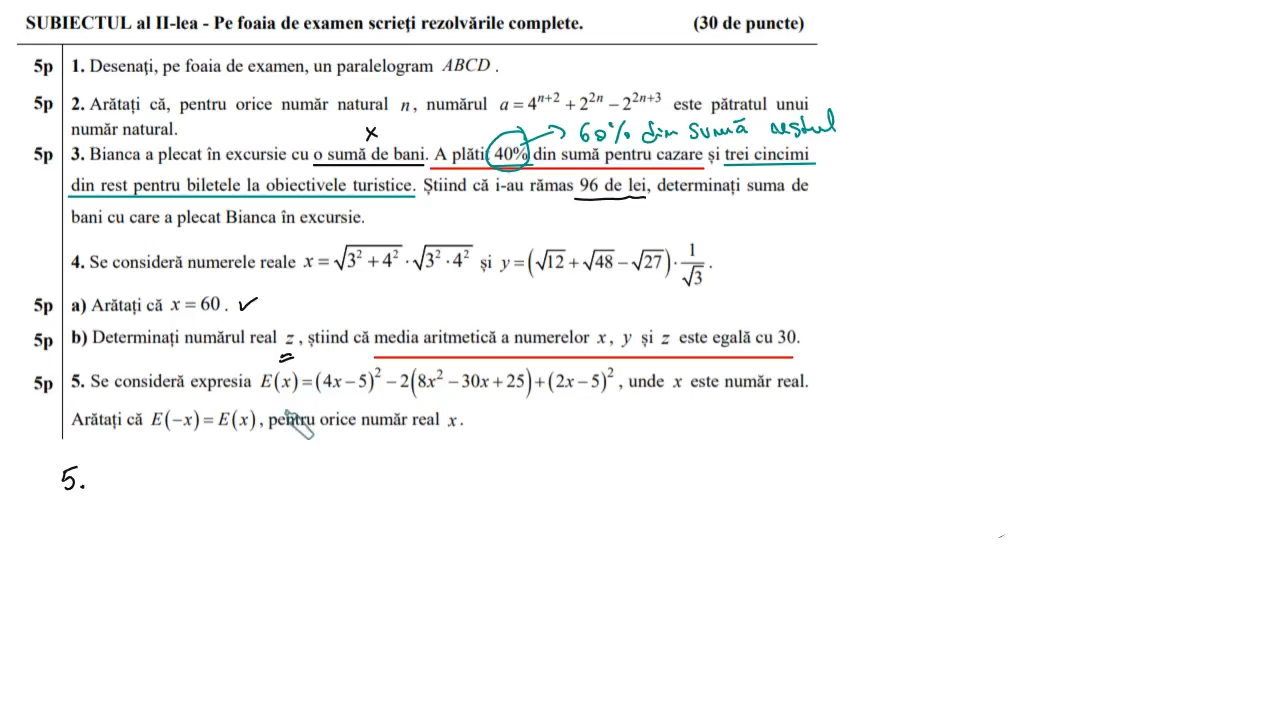 SUBIECTUL al II-lea - Pe foaia de examen scrieți rezolvările complete. (30 de puncte)
5p 1. Desenați, pe foaia de examen, un paralelogram ABCD .
5p 2. Arătați că, pentru orice număr natural n, numărul a = 4^{n+2} + 2^{2n} − 2^{2n+3} este pătratul unui
număr natural.
x → 60% din sumă restul
5p 3. Bianca a plecat în excursie cu o sumă de bani. A plătit 40% din sumă pentru cazare și trei cincimi
din rest pentru biletele la obiectivele turistice. Știind că i-au rămas 96 de lei, determinați suma de
bani cu care a plecat Bianca în excursie.
4. Se consideră numerele reale x = √(3² + 4²) · √(3² · 4²) și y = (√12 + √48 − √27) · 1/√3 .
5p a) Arătați că x = 60 . ✓
5p b) Determinați numărul real z , știind că media aritmetică a numerelor x , y și z este egală cu 30.
5p 5. Se consideră expresia E(x) = (4x − 5)² − 2(8x² − 30x + 25) + (2x − 5)² , unde x este număr real.
Arătați că E(−x) = E(x) , pentru orice număr real x .
5.